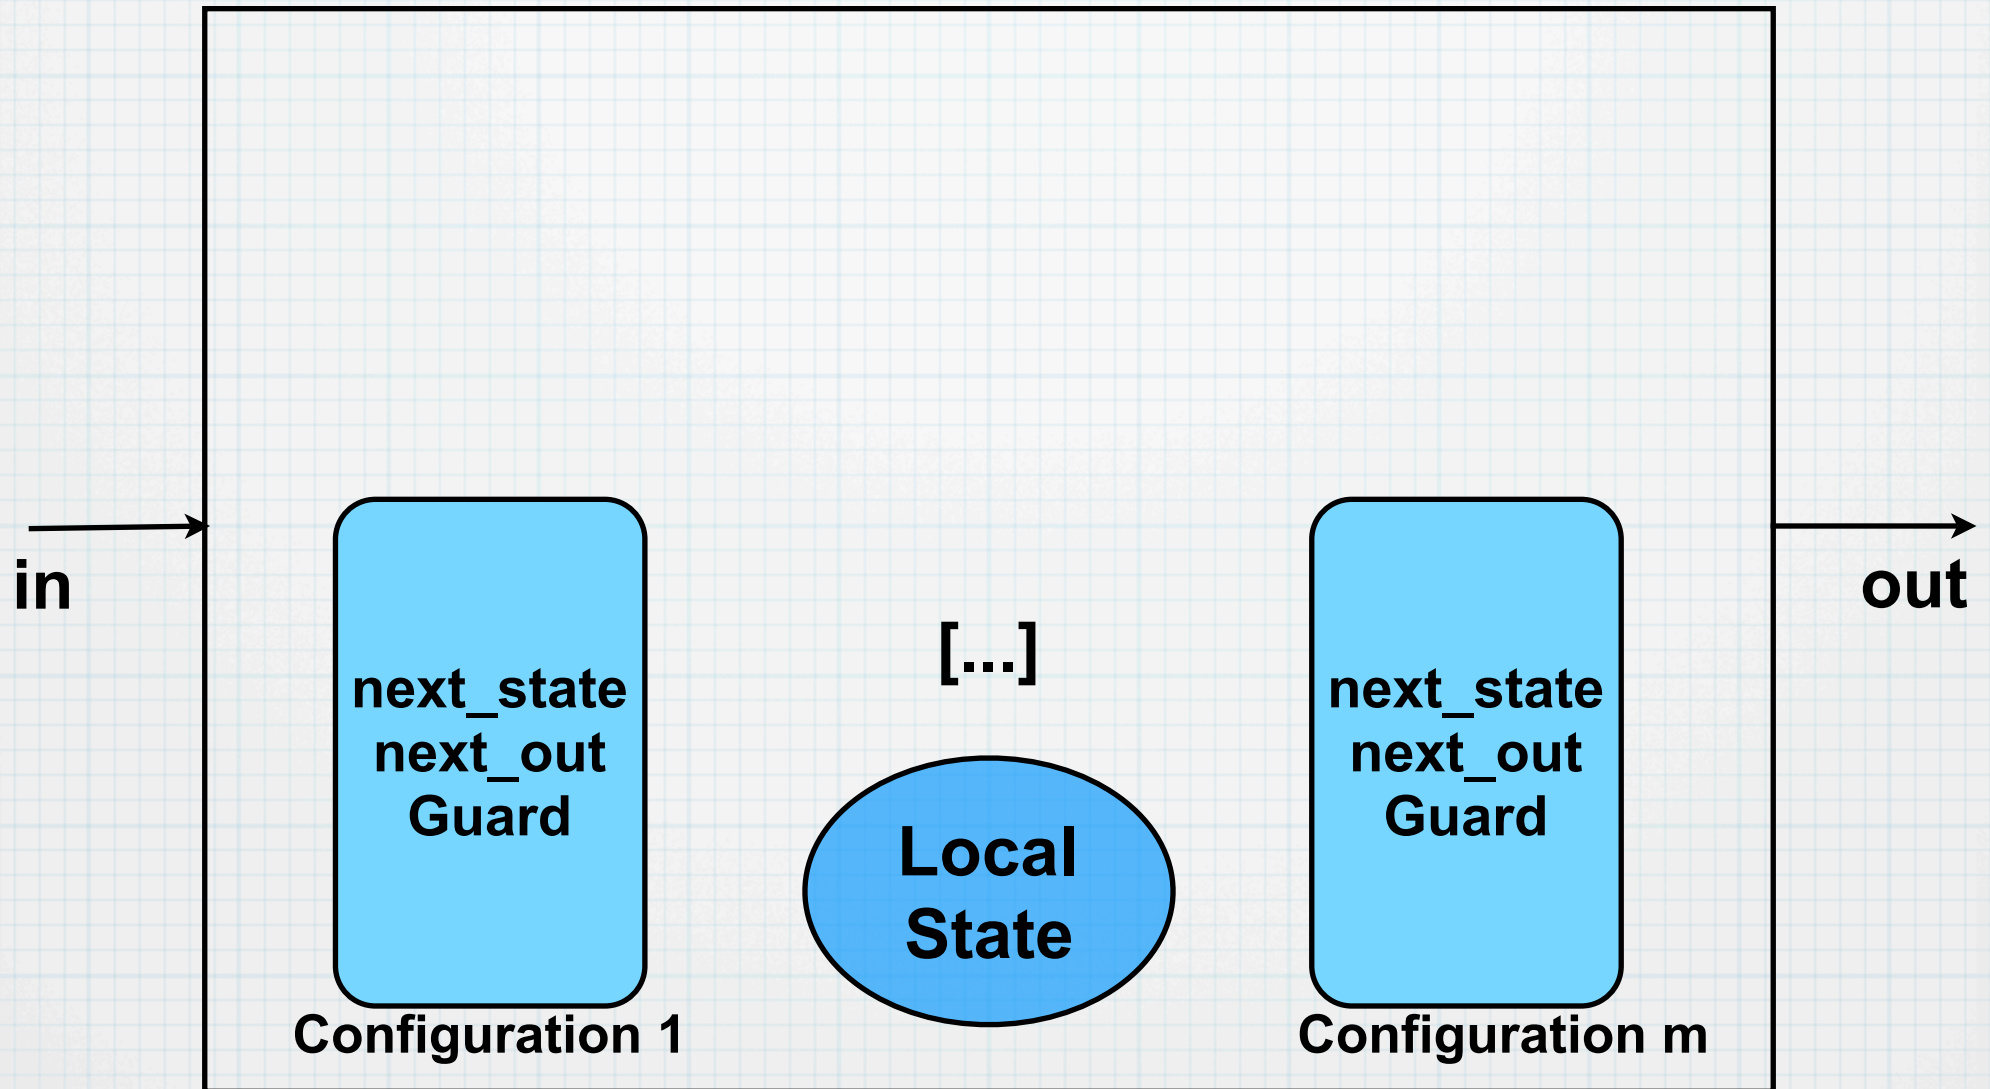 in
out
next_state
next_out
Guard
Configuration 1
[...]
Local
State
next_state
next_out
Guard
Configuration m